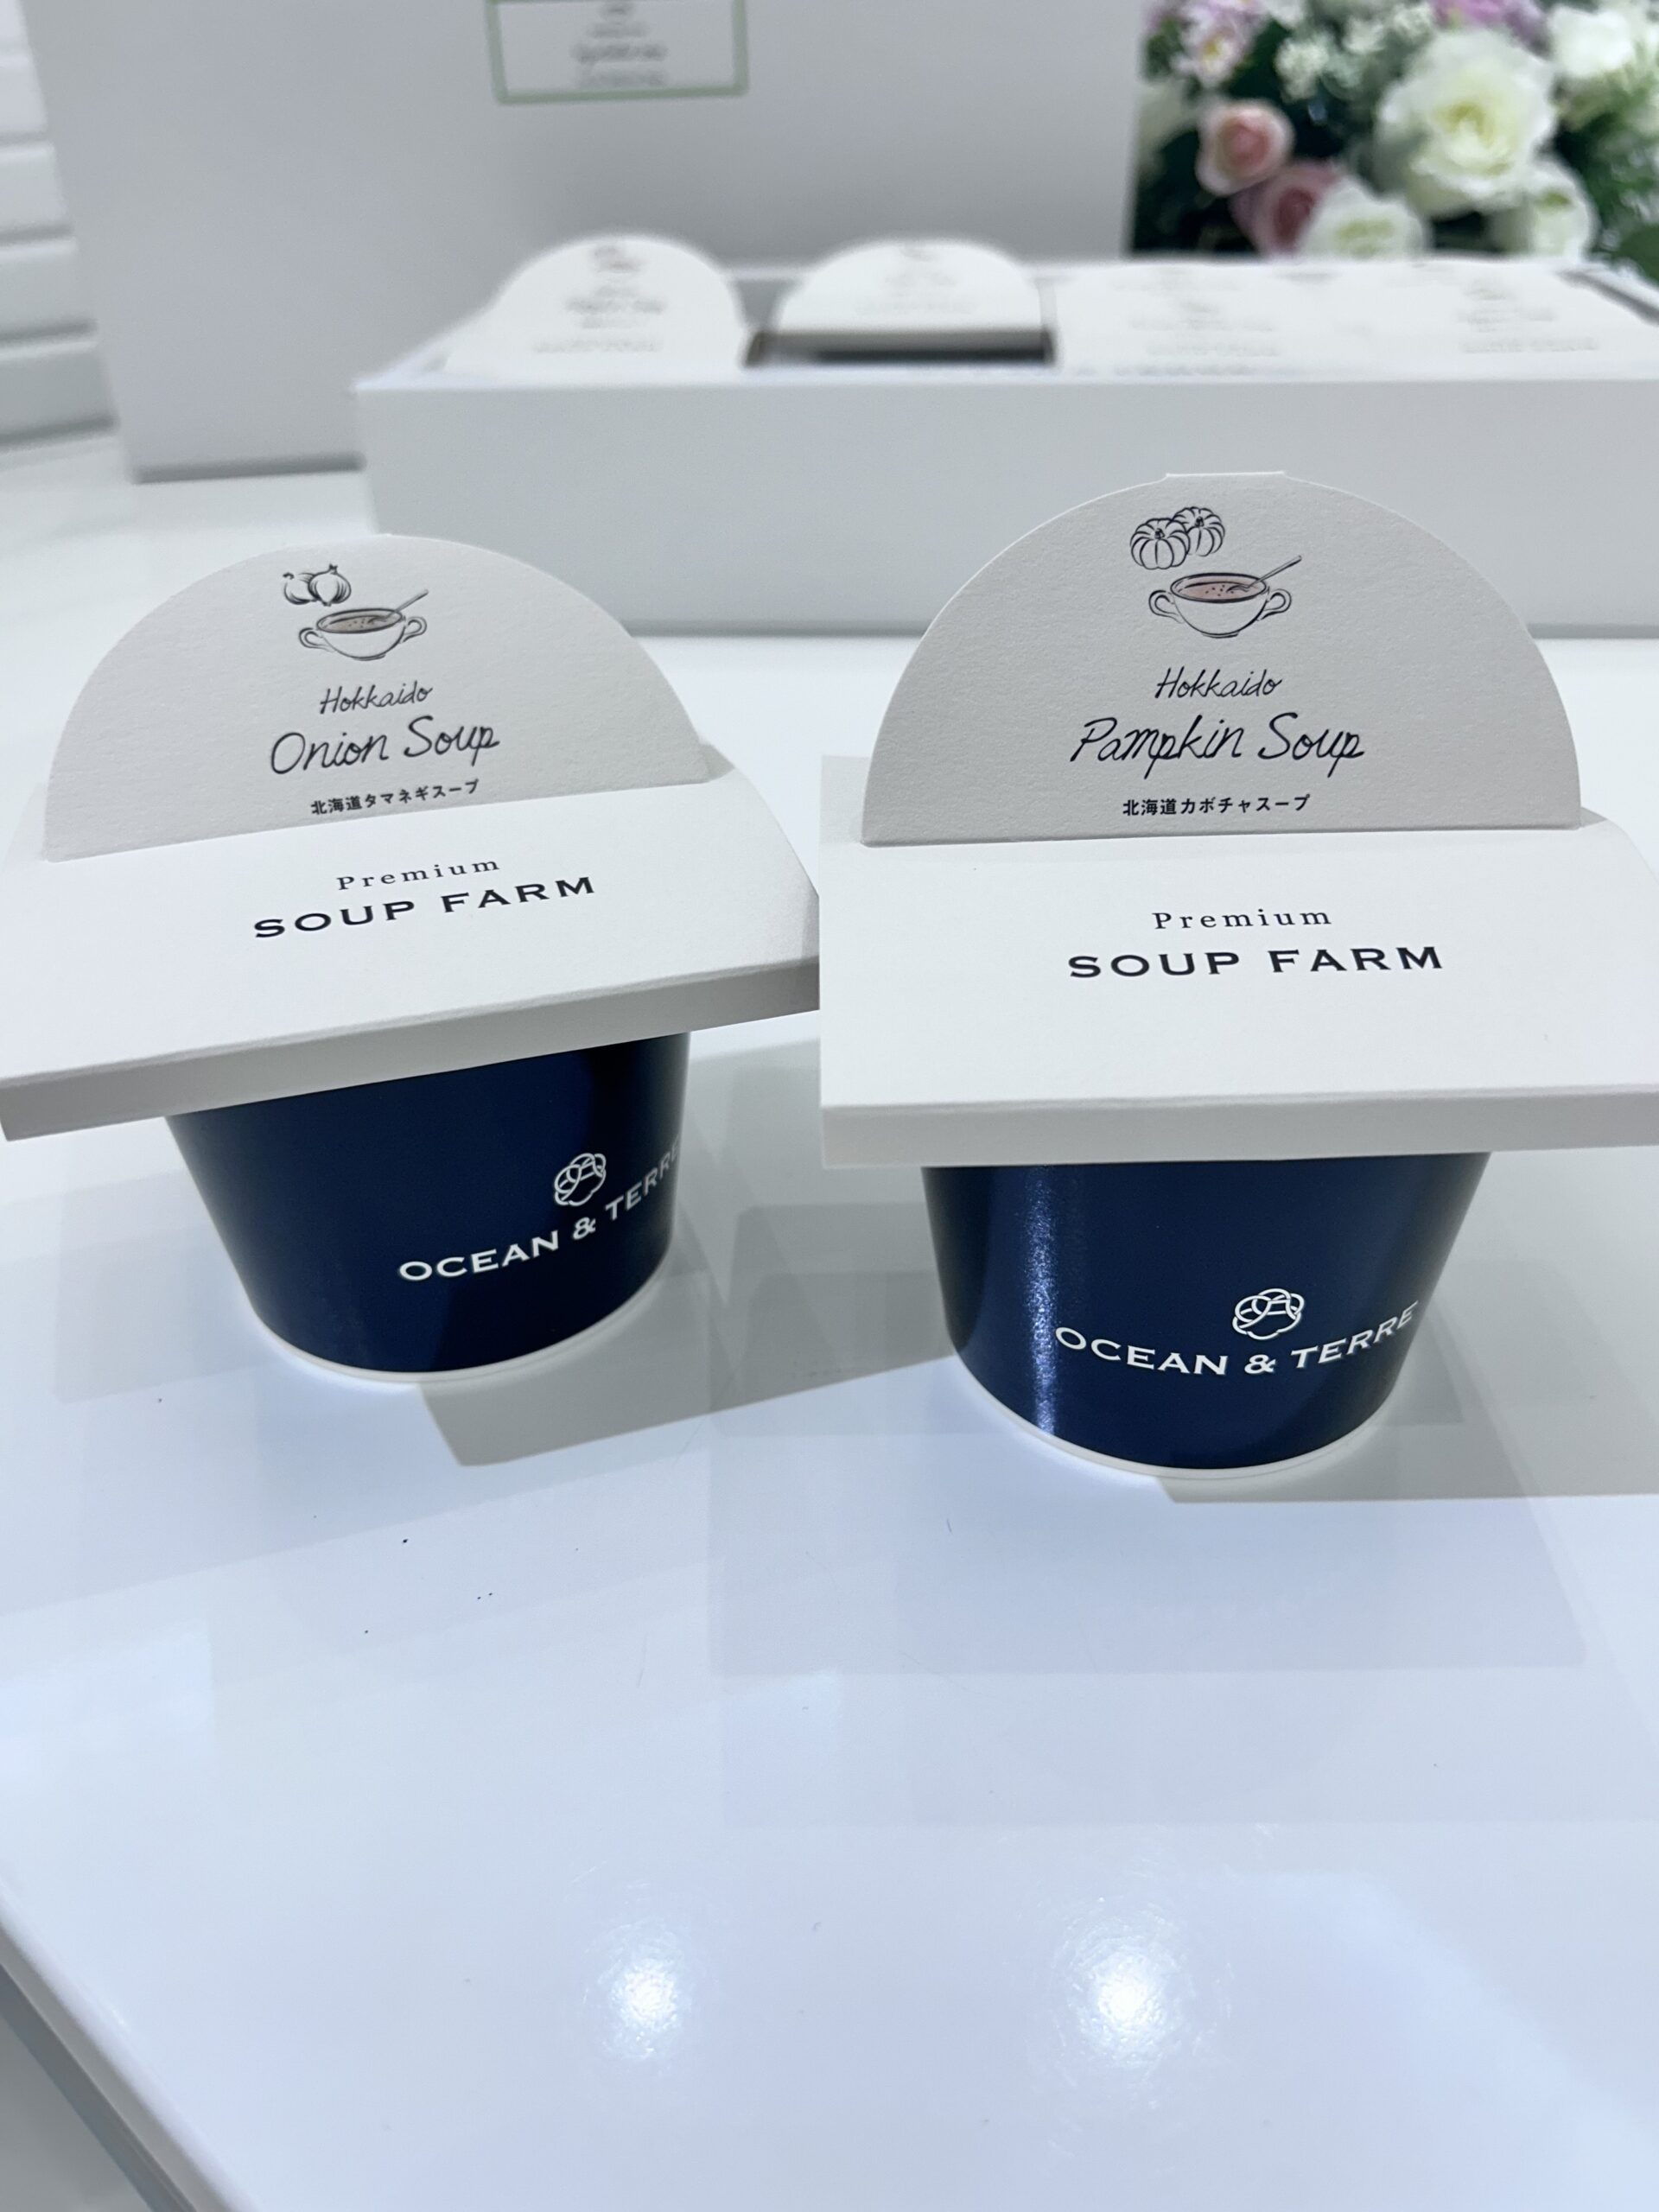 Hokkaido
Onion Soup
北海道タマネギスープ
Premium
SOUP FARM
OCEAN & TERRE
Hokkaido
Pampkin Soup
北海道カボチャスープ
Premium
SOUP FARM
OCEAN & TERRE